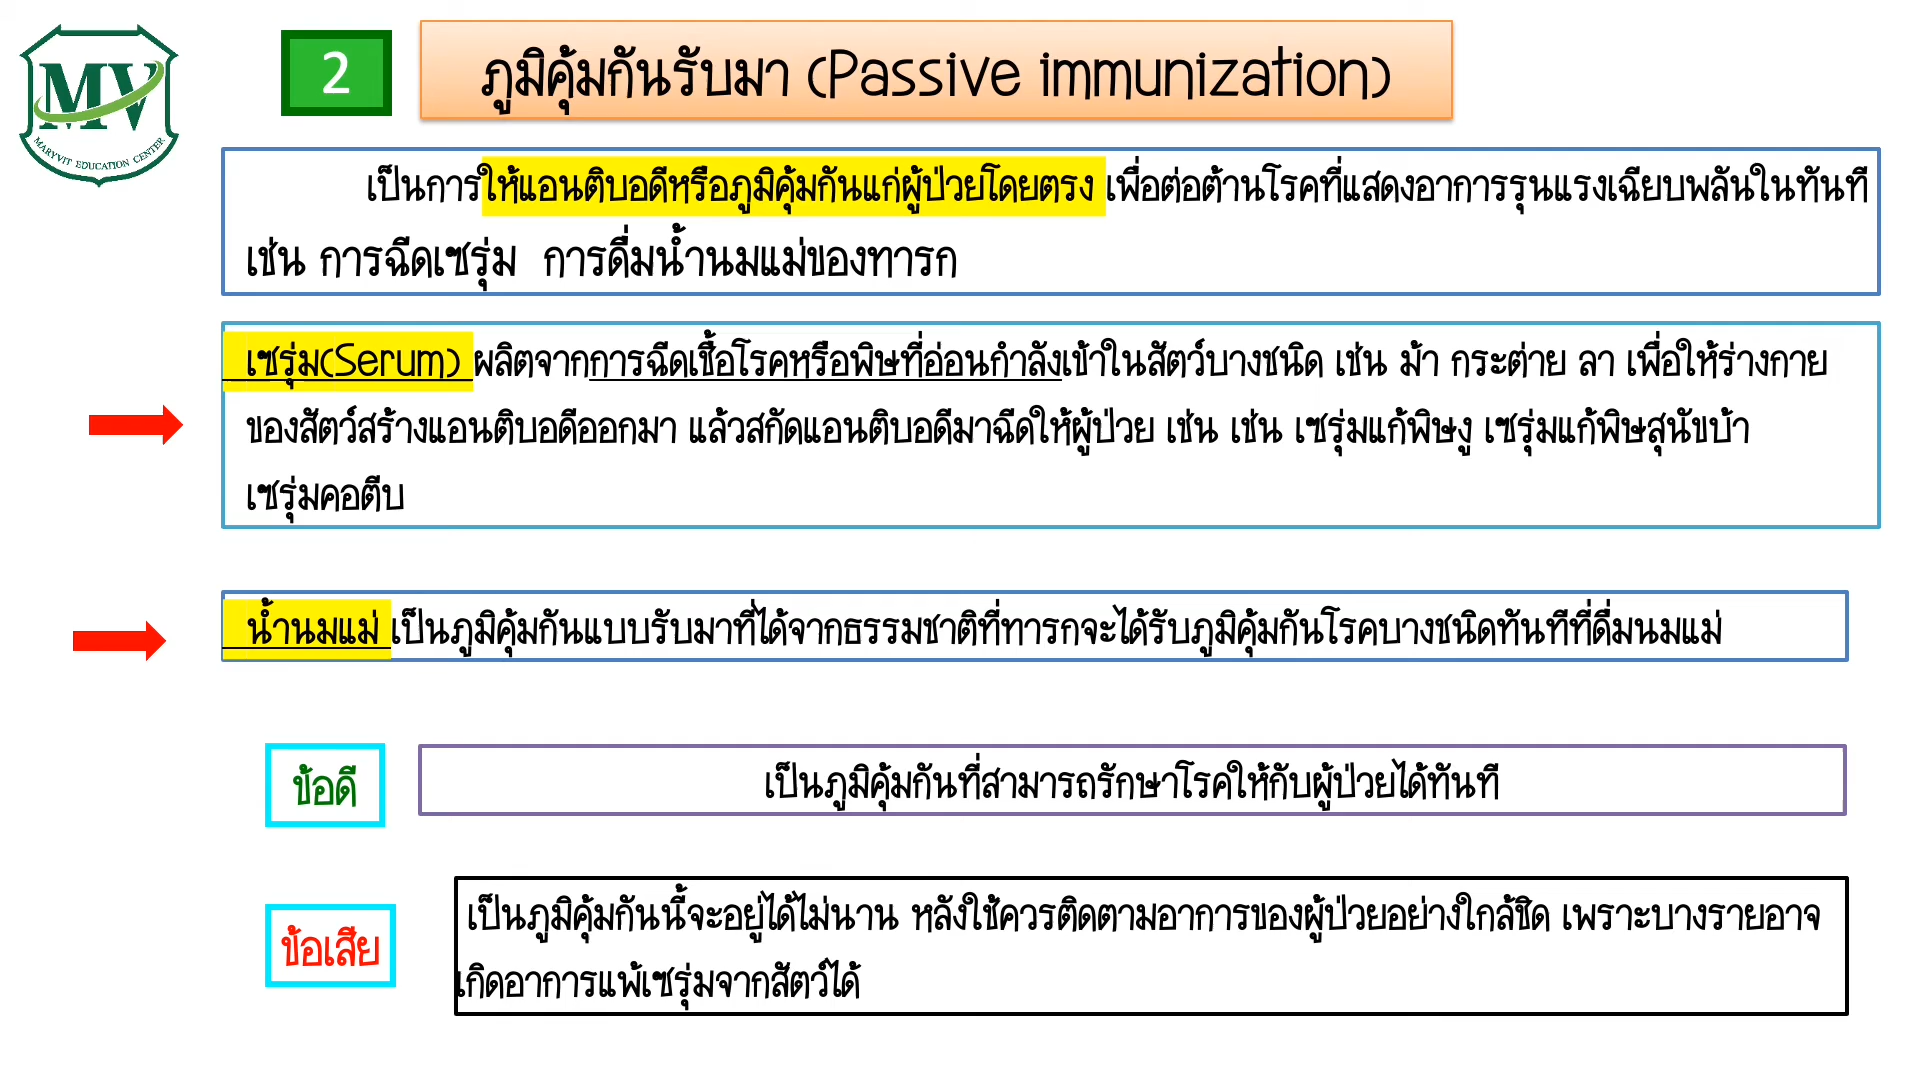 MV
MARYVIT EDUCATION CENTER
2
ภูมิคุ้มกันรับมา (Passive immunization)
เป็นการให้แอนติบอดีหรือภูมิคุ้มกันแก่ผู้ป่วยโดยตรง เพื่อต่อต้านโรคที่แสดงอาการรุนแรงเฉียบพลันในทันที
เช่น การฉีดเซรุ่ม การดื่มน้ำนมแม่ของทารก
เซรุ่ม(Serum) ผลิตจากการฉีดเชื้อโรคหรือพิษที่อ่อนกำลังเข้าในสัตว์บางชนิด เช่น ม้า กระต่าย ลา เพื่อให้ร่างกาย
ของสัตว์สร้างแอนติบอดีออกมา แล้วสกัดแอนติบอดีมาฉีดให้ผู้ป่วย เช่น เช่น เซรุ่มแก้พิษงู เซรุ่มแก้พิษสุนัขบ้า
เซรุ่มคอตีบ
น้ำนมแม่ เป็นภูมิคุ้มกันแบบรับมาที่ได้จากธรรมชาติที่ทารกจะได้รับภูมิคุ้มกันโรคบางชนิดทันทีที่ดื่มนมแม่
ข้อดี
เป็นภูมิคุ้มกันที่สามารถรักษาโรคให้กับผู้ป่วยได้ทันที
ข้อเสีย
เป็นภูมิคุ้มกันนี้จะอยู่ได้ไม่นาน หลังใช้ควรติดตามอาการของผู้ป่วยอย่างใกล้ชิด เพราะบางรายอาจ
เกิดอาการแพ้เซรุ่มจากสัตว์ได้